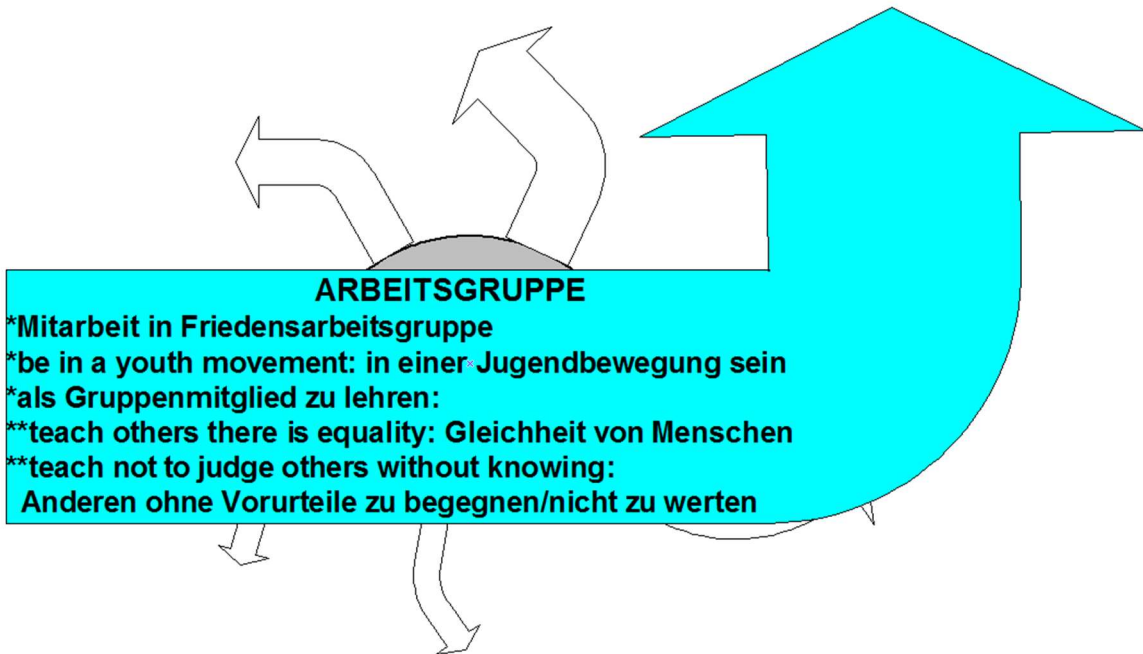 ARBEITSGRUPPE
*Mitarbeit in Friedensarbeitsgruppe
*be in a youth movement: in einer Jugendbewegung sein
*als Gruppenmitglied zu lehren:
**teach others there is equality: Gleichheit von Menschen
**teach not to judge others without knowing:
Anderen ohne Vorurteile zu begegnen/nicht zu werten